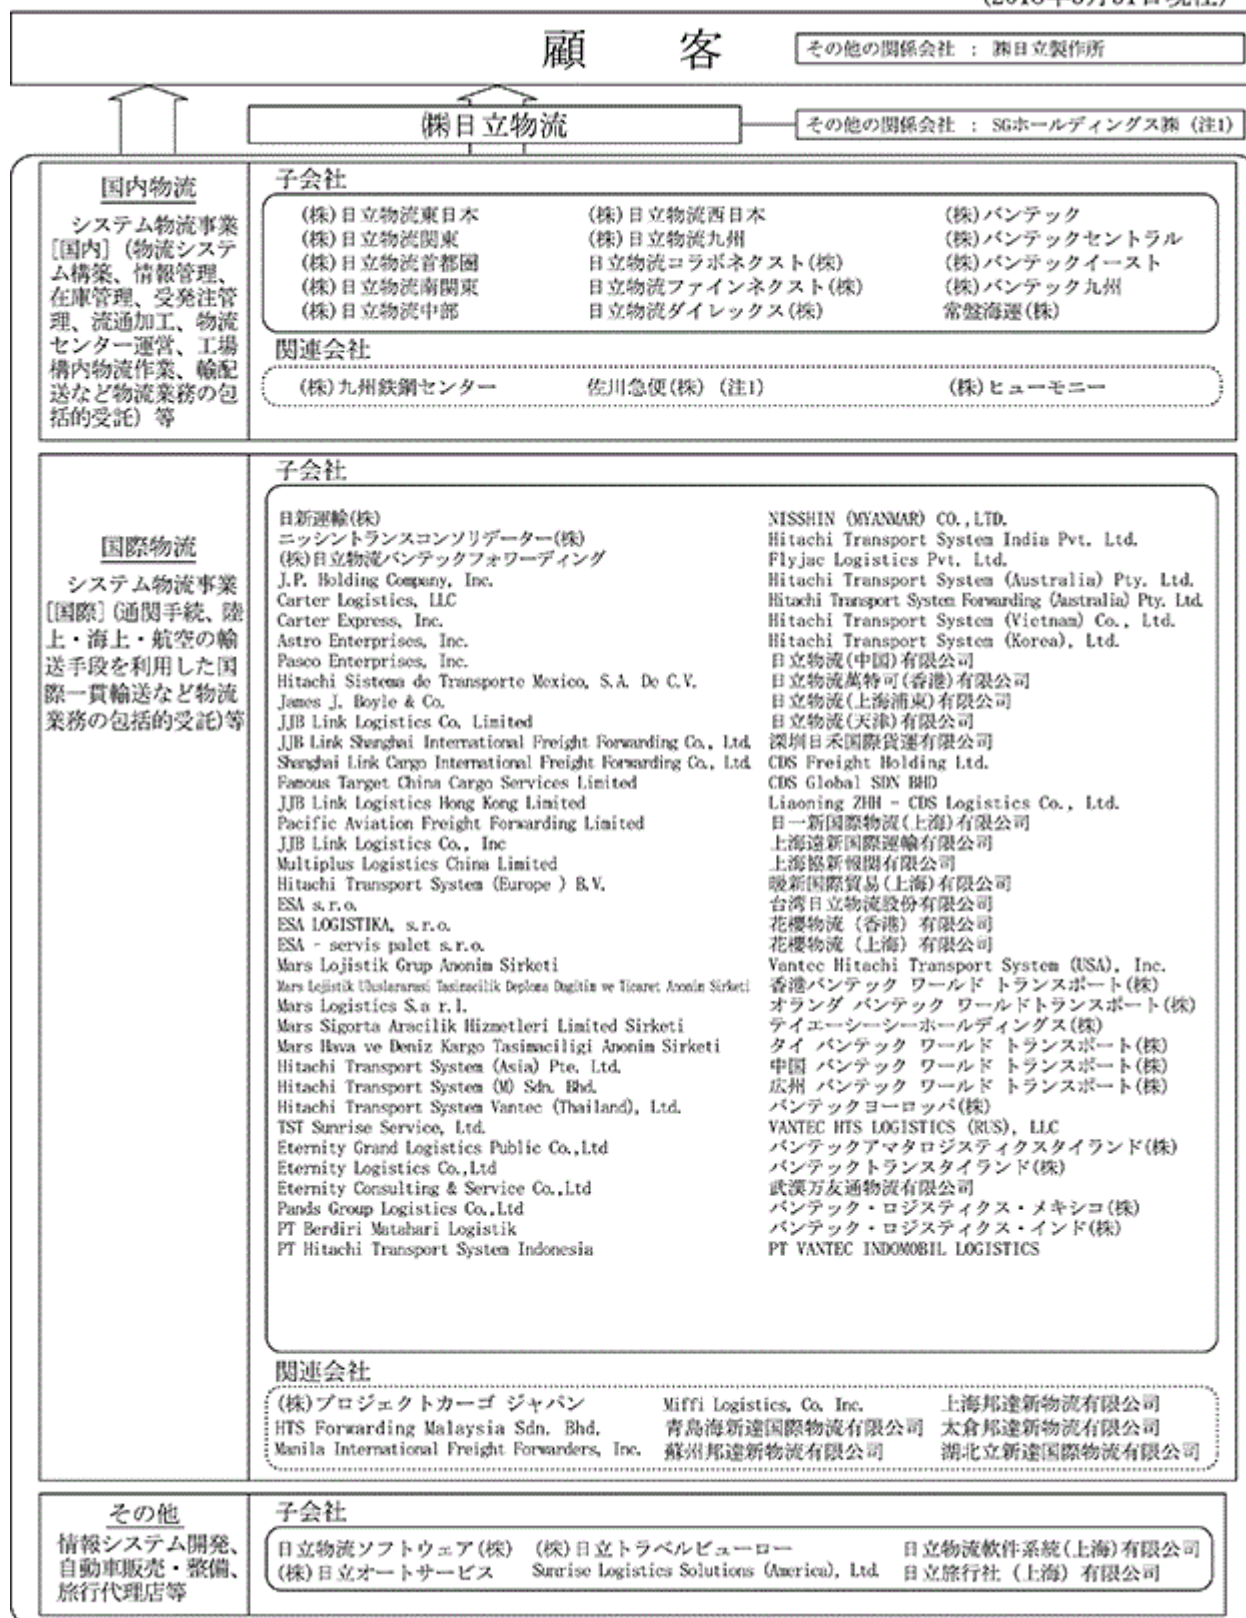 顧 客
その他の関係会社 : ㈱日立製作所
㈱日立物流
その他の関係会社 : SGホールディングス㈱ (注1)
国内物流
システム物流事業
[国内] (物流システ
ム構築、情報管理、
在庫管理、受発注管
理、流通加工、物流
センター運営、工場
構内物流作業、輸配
送など物流業務の包
括的受託) 等
子会社
(株)日立物流東日本 (株)日立物流西日本 (株)バンテック
(株)日立物流関東 (株)日立物流九州 (株)バンテックセントラル
(株)日立物流首都圏 日立物流コラボネクスト(株) (株)バンテックイースト
(株)日立物流南関東 日立物流ファインネクスト(株) (株)バンテック九州
(株)日立物流中部 日立物流ダイレックス(株) 常盤海運(株)
関連会社
(株)九州鉄鋼センター 佐川急便(株) (注1) (株)ヒューモニー
国際物流
システム物流事業
[国際] (通関手続、陸
上・海上・航空の輸
送手段を利用した国
際一貫輸送など物流
業務の包括的受託)等
子会社
日新運輸(株)
ニッシントランスコンソリデーター(株)
(株)日立物流バンテックフォワーディング
J.P. Holding Company, Inc.
Carter Logistics, LLC
Carter Express, Inc.
Astro Enterprises, Inc.
Pasco Enterprises, Inc.
Hitachi Sistema de Transporte Mexico, S.A. De C.V.
James J. Boyle & Co.
JJB Link Logistics Co. Limited
JJB Link Shanghai International Freight Forwarding Co., Ltd.
Shanghai Link Cargo International Freight Forwarding Co., Ltd.
Famous Target China Cargo Services Limited
JJB Link Logistics Hong Kong Limited
Pacific Aviation Freight Forwarding Limited
JJB Link Logistics Co., Inc
Multiplus Logistics China Limited
Hitachi Transport System (Europe ) B.V.
ESA s.r.o.
ESA LOGISTIKA, s.r.o.
ESA - servis palet s.r.o.
Mars Lojistik Grup Anonim Sirketi
Mars Lojistik Uluslararasi Tasimacilik Depolama Dagitim ve Ticaret Anonim Sirketi
Mars Logistics S.a r.l.
Mars Sigorta Aracilik Hizmetleri Limited Sirketi
Mars Hava ve Deniz Kargo Tasimaciligi Anonim Sirketi
Hitachi Transport System (Asia) Pte. Ltd.
Hitachi Transport System (M) Sdn. Bhd.
Hitachi Transport System Vantec (Thailand), Ltd.
TST Sunrise Service, Ltd.
Eternity Grand Logistics Public Co.,Ltd
Eternity Logistics Co.,Ltd
Eternity Consulting & Service Co.,Ltd
Pands Group Logistics Co.,Ltd
PT Berdiri Matahari Logistik
PT Hitachi Transport System Indonesia
NISSHIN (MYANMAR) CO.,LTD.
Hitachi Transport System India Pvt. Ltd.
Flyjac Logistics Pvt. Ltd.
Hitachi Transport System (Australia) Pty. Ltd.
Hitachi Transport System Forwarding (Australia) Pty. Ltd.
Hitachi Transport System (Vietnam) Co., Ltd.
Hitachi Transport System (Korea), Ltd.
日立物流(中国)有限公司
日立物流萬特可(香港)有限公司
日立物流(上海浦東)有限公司
日立物流(天津)有限公司
深圳日禾国際貨運有限公司
CDS Freight Holding Ltd.
CDS Global SDN BHD
Liaoning ZHH - CDS Logistics Co., Ltd.
日一新国際物流(上海)有限公司
上海遠新国際運輸有限公司
上海協新報関有限公司
暖新国際貿易(上海)有限公司
台湾日立物流股份有限公司
花櫻物流 (香港) 有限公司
花櫻物流 (上海) 有限公司
Vantec Hitachi Transport System (USA), Inc.
香港バンテック ワールド トランスポート(株)
オランダ バンテック ワールドトランスポート(株)
テイエーシーシーホールディングス(株)
タイ バンテック ワールド トランスポート(株)
中国 バンテック ワールド トランスポート(株)
広州 バンテック ワールド トランスポート(株)
バンテックヨーロッパ(株)
VANTEC HTS LOGISTICS (RUS), LLC
バンテックアマタロジスティクスタイランド(株)
バンテックトランスタイランド(株)
武漢万友通物流有限公司
バンテック・ロジスティクス・メキシコ(株)
バンテック・ロジスティクス・インド(株)
PT VANTEC INDOMOBIL LOGISTICS
関連会社
(株)プロジェクトカーゴ ジャパン Miffi Logistics, Co. Inc. 上海邦達新物流有限公司
HTS Forwarding Malaysia Sdn. Bhd. 青島海新達国際物流有限公司 太倉邦達新物流有限公司
Manila International Freight Forwarders, Inc. 蘇州邦達新物流有限公司 湖北立新達国際物流有限公司
その他
情報システム開発、
自動車販売・整備、
旅行代理店等
子会社
日立物流ソフトウェア(株) (株)日立トラベルビューロー 日立物流軟件系統(上海)有限公司
(株)日立オートサービス Sunrise Logistics Solutions (America), Ltd. 日立旅行社 (上海) 有限公司